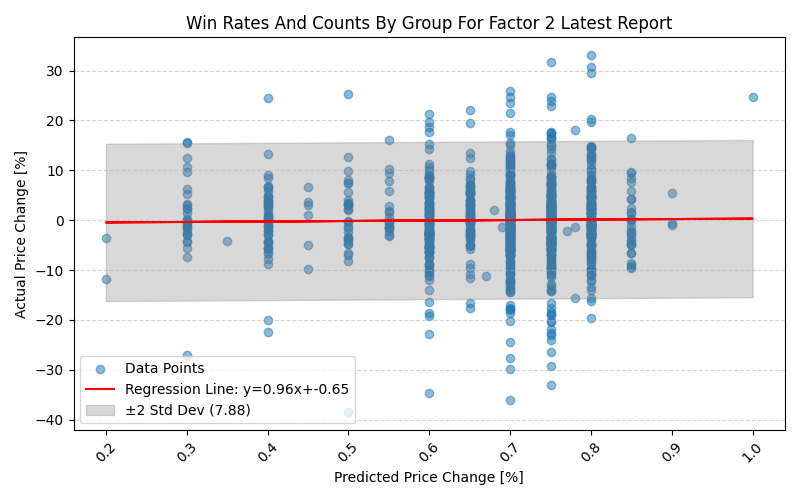 Win Rates And Counts By Group For Factor 2 Latest Report
Actual Price Change [%]
30
20
10
0
−10
−20
−30
−40
Data Points
Regression Line: y=0.96x+-0.65
±2 Std Dev (7.88)
0.2 0.3 0.4 0.5 0.6 0.7 0.8 0.9 1.0
Predicted Price Change [%]